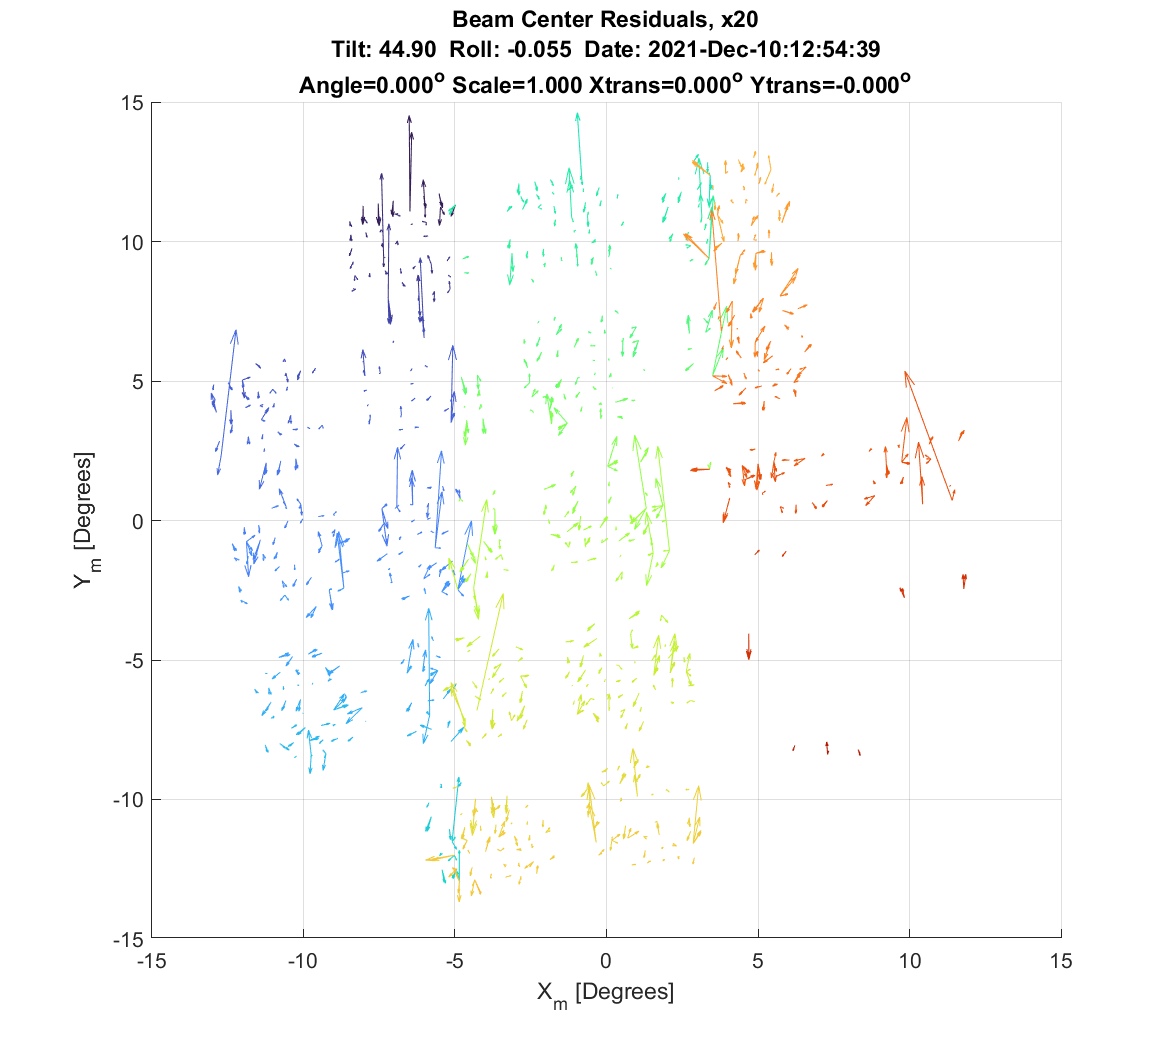 Beam Center Residuals, x20
Tilt: 44.90 Roll: -0.055 Date: 2021-Dec-10:12:54:39
Angle=0.000° Scale=1.000 Xtrans=0.000° Ytrans=-0.000°
15
10
5
0
-5
-10
-15
Y_m [Degrees]
-15 -10 -5 0 5 10 15
X_m [Degrees]